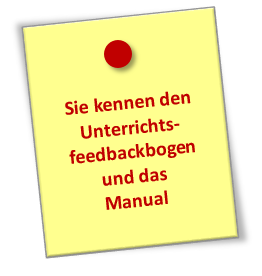 Sie kennen den
Unterrichts-
feedbackbogen
und das
Manual